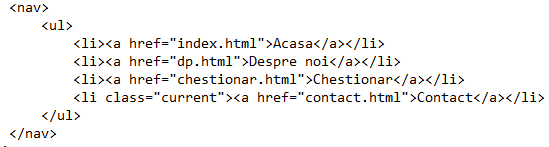 <nav>
<ul>
<li><a href="index.html">Acasa</a></li>
<li><a href="dp.html">Despre noi</a></li>
<li><a href="chestionar.html">Chestionar</a></li>
<li class="current"><a href="contact.html">Contact</a></li>
</ul>
</nav>